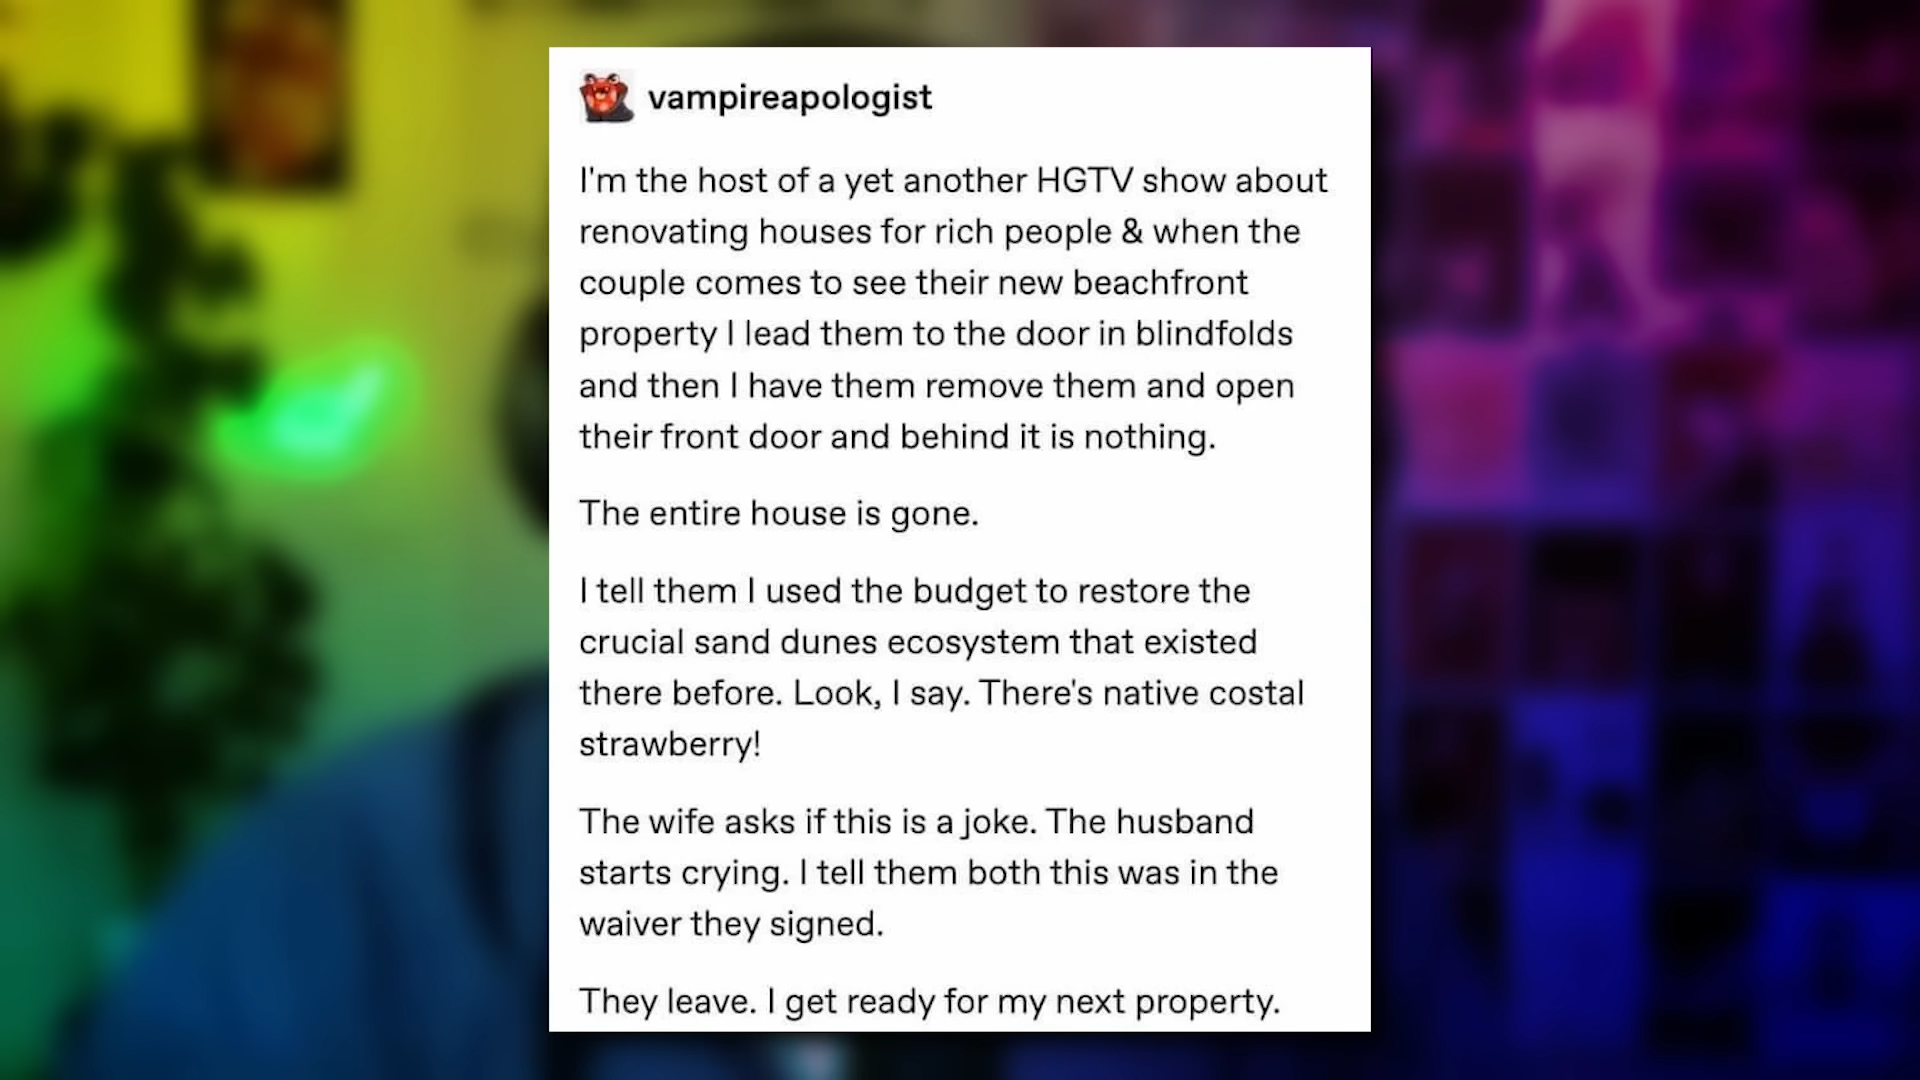 vampireapologist
I'm the host of a yet another HGTV show about
renovating houses for rich people & when the
couple comes to see their new beachfront
property I lead them to the door in blindfolds
and then I have them remove them and open
their front door and behind it is nothing.
The entire house is gone.
I tell them I used the budget to restore the
crucial sand dunes ecosystem that existed
there before. Look, I say. There's native costal
strawberry!
The wife asks if this is a joke. The husband
starts crying. I tell them both this was in the
waiver they signed.
They leave. I get ready for my next property.